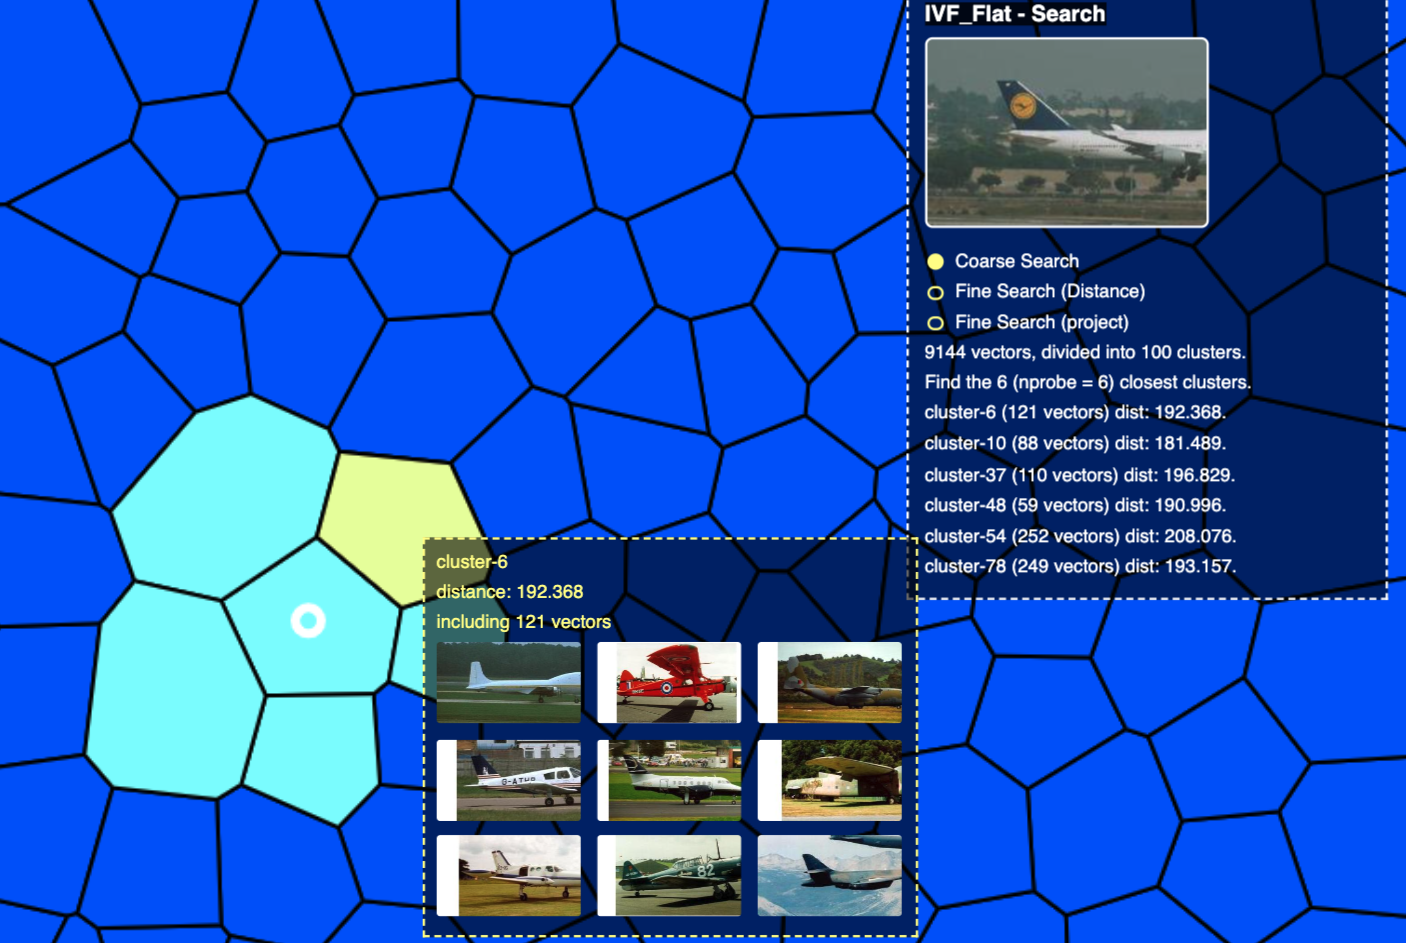 IVF_Flat - Search
Coarse Search
Fine Search (Distance)
Fine Search (project)
9144 vectors, divided into 100 clusters.
Find the 6 (nprobe = 6) closest clusters.
cluster-6 (121 vectors) dist: 192.368.
cluster-10 (88 vectors) dist: 181.489.
cluster-37 (110 vectors) dist: 196.829.
cluster-48 (59 vectors) dist: 190.996.
cluster-54 (252 vectors) dist: 208.076.
cluster-78 (249 vectors) dist: 193.157.
cluster-6
distance: 192.368
including 121 vectors
82